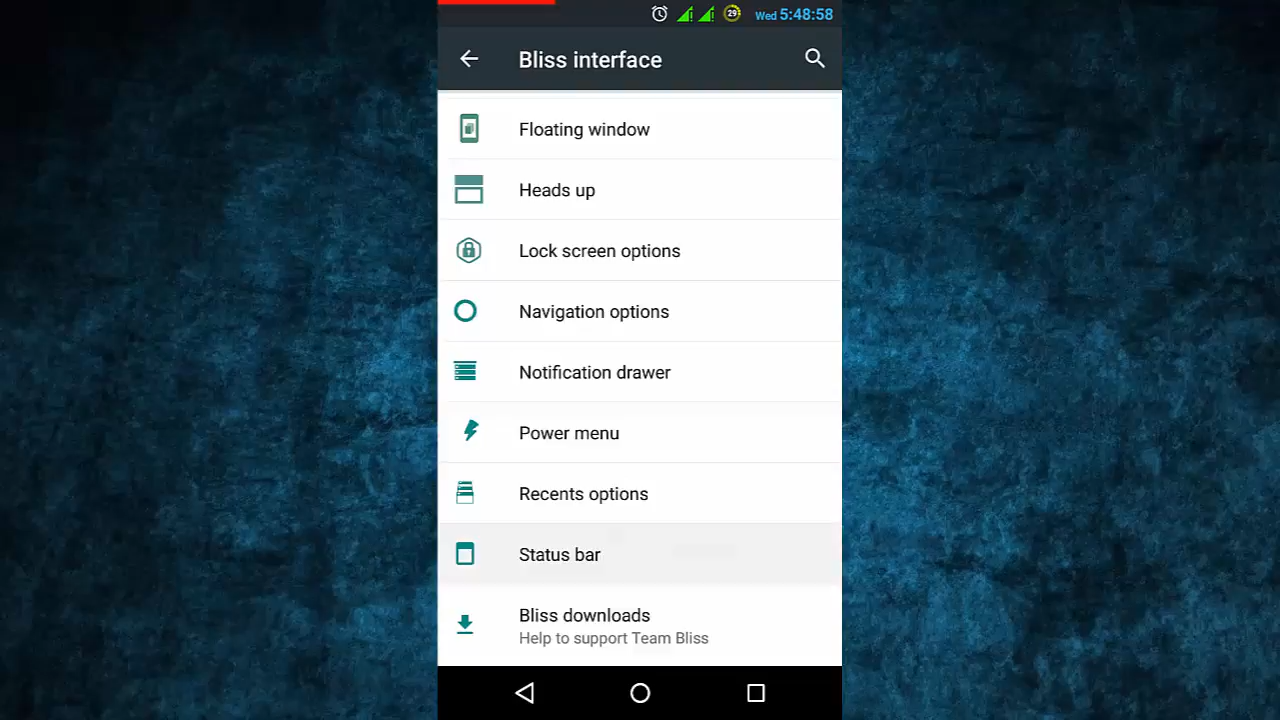 29
Wed 5:48:58
Bliss interface
Floating window
Heads up
Lock screen options
Navigation options
Notification drawer
Power menu
Recents options
Status bar
Bliss downloads
Help to support Team Bliss